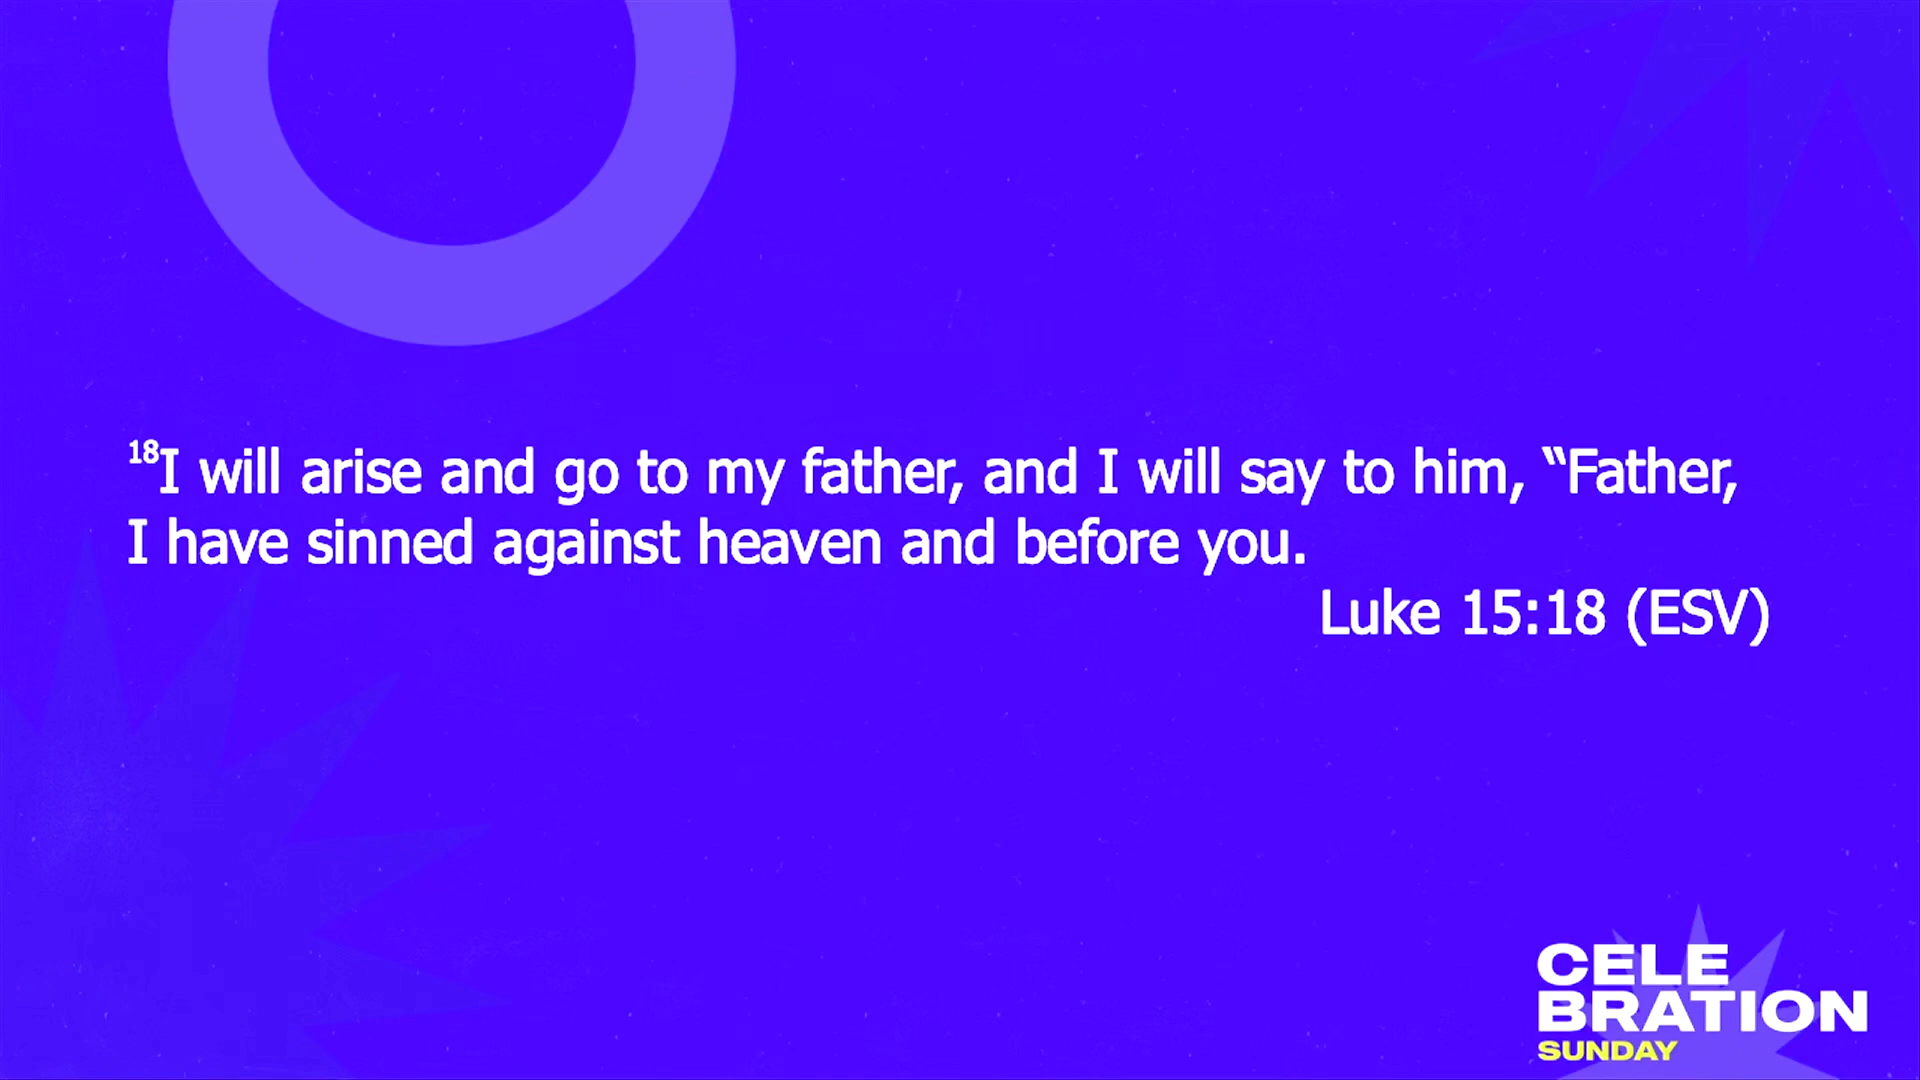 18I will arise and go to my father, and I will say to him, “Father,
I have sinned against heaven and before you.
Luke 15:18 (ESV)
CELE
BRATION
SUNDAY